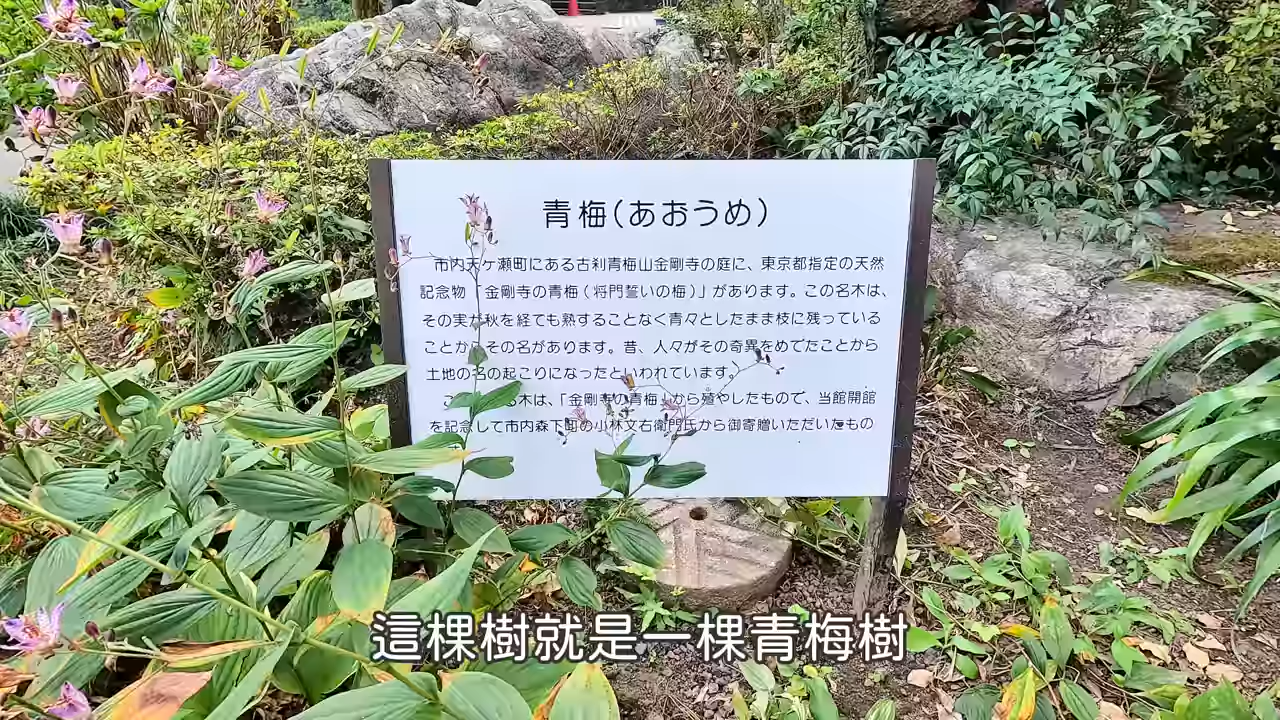 青梅(あおうめ)
市内天ケ瀬町にある古刹青梅山金剛寺の庭に、東京都指定の天然
記念物「金剛寺の青梅(将門誓いの梅)」があります。この名木は、
その実が秋を経ても熟することなく青々としたまま枝に残っている
ことからその名があります。昔、人々がその奇異をめでたことから
土地の名の起こりになったといわれています。
こ 木は、「金剛寺の青梅」から殖やしたもので、当館開館
を記念して市内森下町の小林文右衛門氏から御寄贈いただいたもの
這棵樹就是一棵青梅樹